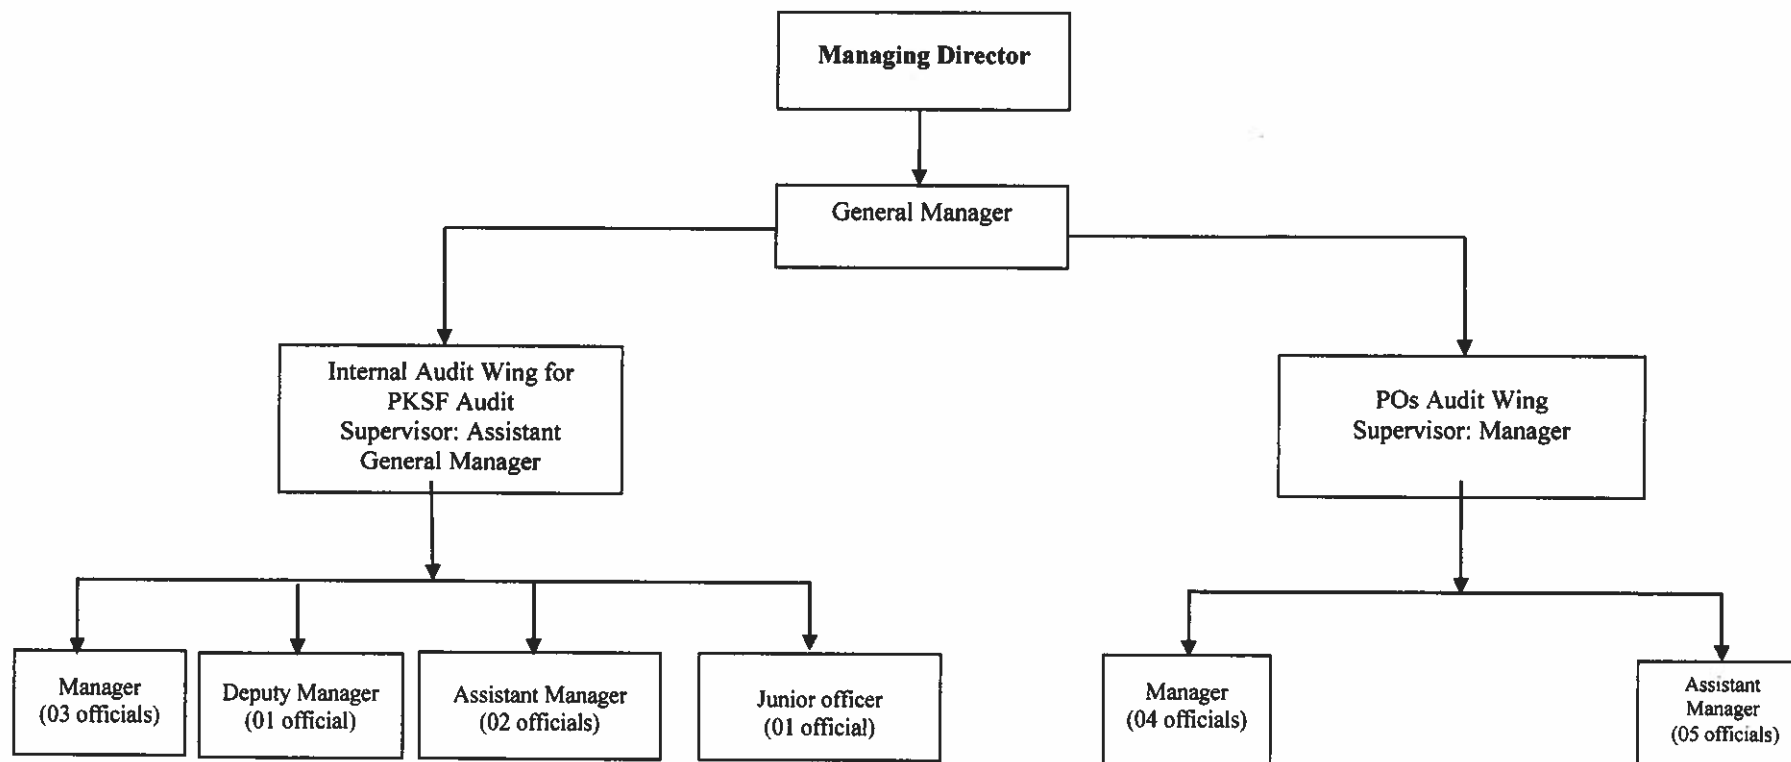 Managing Director
General Manager
Internal Audit Wing for
PKSF Audit
Supervisor: Assistant
General Manager
POs Audit Wing
Supervisor: Manager
Manager
(03 officials)
Deputy Manager
(01 official)
Assistant Manager
(02 officials)
Junior officer
(01 official)
Manager
(04 officials)
Assistant
Manager
(05 officials)